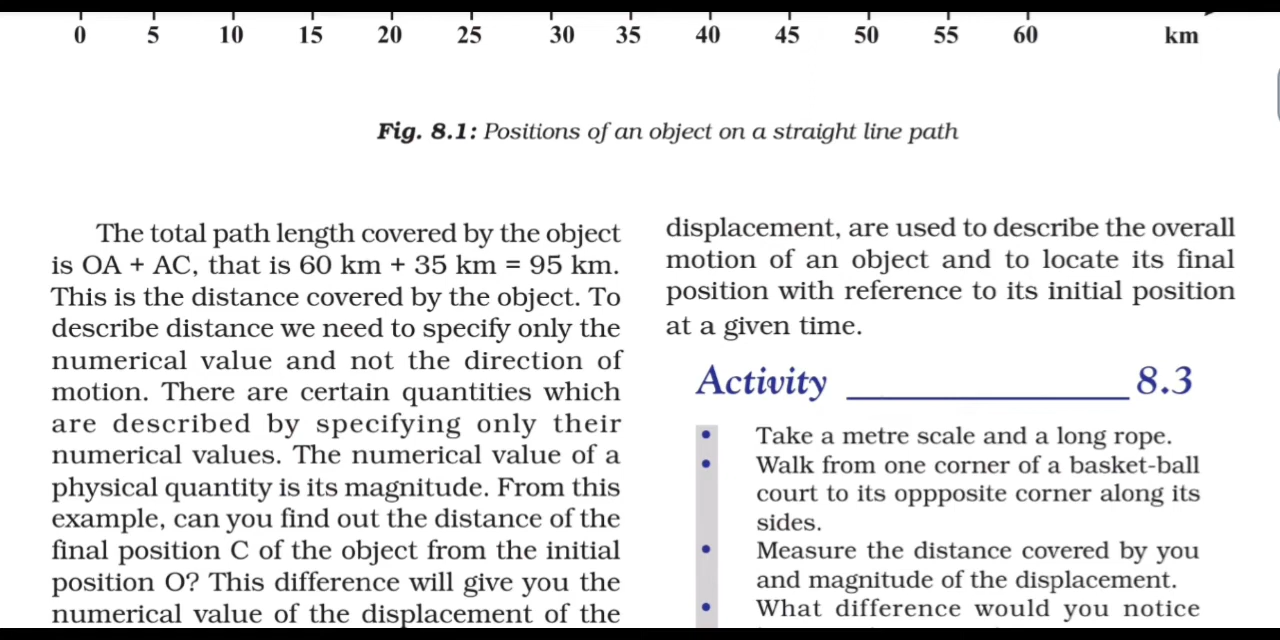 0 5 10 15 20 25 30 35 40 45 50 55 60 km
Fig. 8.1: Positions of an object on a straight line path
The total path length covered by the object
is OA + AC, that is 60 km + 35 km = 95 km.
This is the distance covered by the object. To
describe distance we need to specify only the
numerical value and not the direction of
motion. There are certain quantities which
are described by specifying only their
numerical values. The numerical value of a
physical quantity is its magnitude. From this
example, can you find out the distance of the
final position C of the object from the initial
position O? This difference will give you the
numerical value of the displacement of the
displacement, are used to describe the overall
motion of an object and to locate its final
position with reference to its initial position
at a given time.
Activity 8.3
• Take a metre scale and a long rope.
• Walk from one corner of a basket-ball
court to its oppposite corner along its
sides.
• Measure the distance covered by you
and magnitude of the displacement.
• What difference would you notice